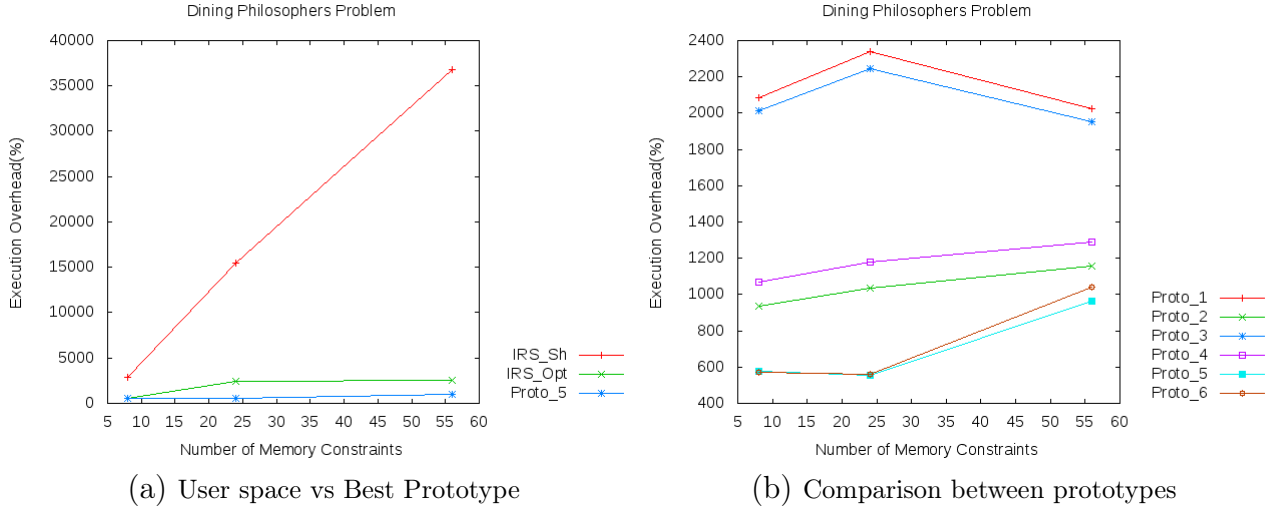 Dining Philosophers Problem
40000
35000
30000
25000
20000
15000
10000
5000
0
5 10 15 20 25 30 35 40 45 50 55 60
Execution Overhead(%)
Number of Memory Constraints
IRS_Sh
IRS_Opt
Proto_5
(a) User space vs Best Prototype
Dining Philosophers Problem
2400
2200
2000
1800
1600
1400
1200
1000
800
600
400
5 10 15 20 25 30 35 40 45 50 55 60
Execution Overhead(%)
Number of Memory Constraints
Proto_1
Proto_2
Proto_3
Proto_4
Proto_5
Proto_6
(b) Comparison between prototypes